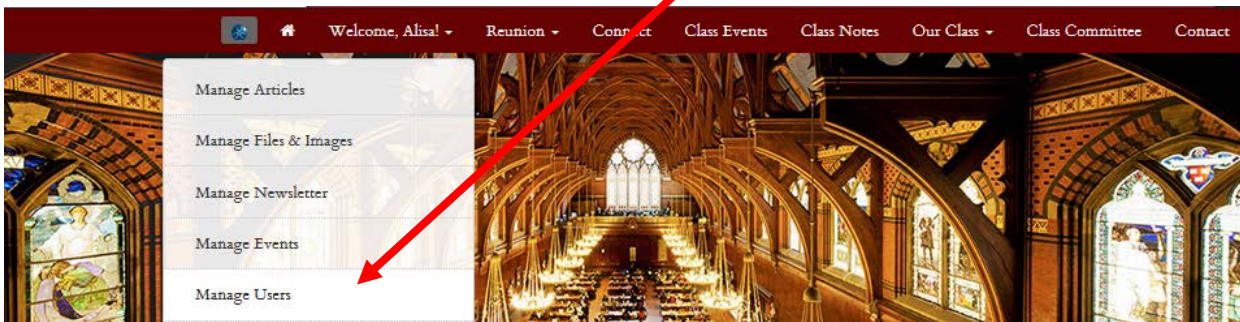 Welcome, Alisa! Reunion Connect Class Events Class Notes Our Class Class Committee Contact
Manage Articles
Manage Files & Images
Manage Newsletter
Manage Events
Manage Users